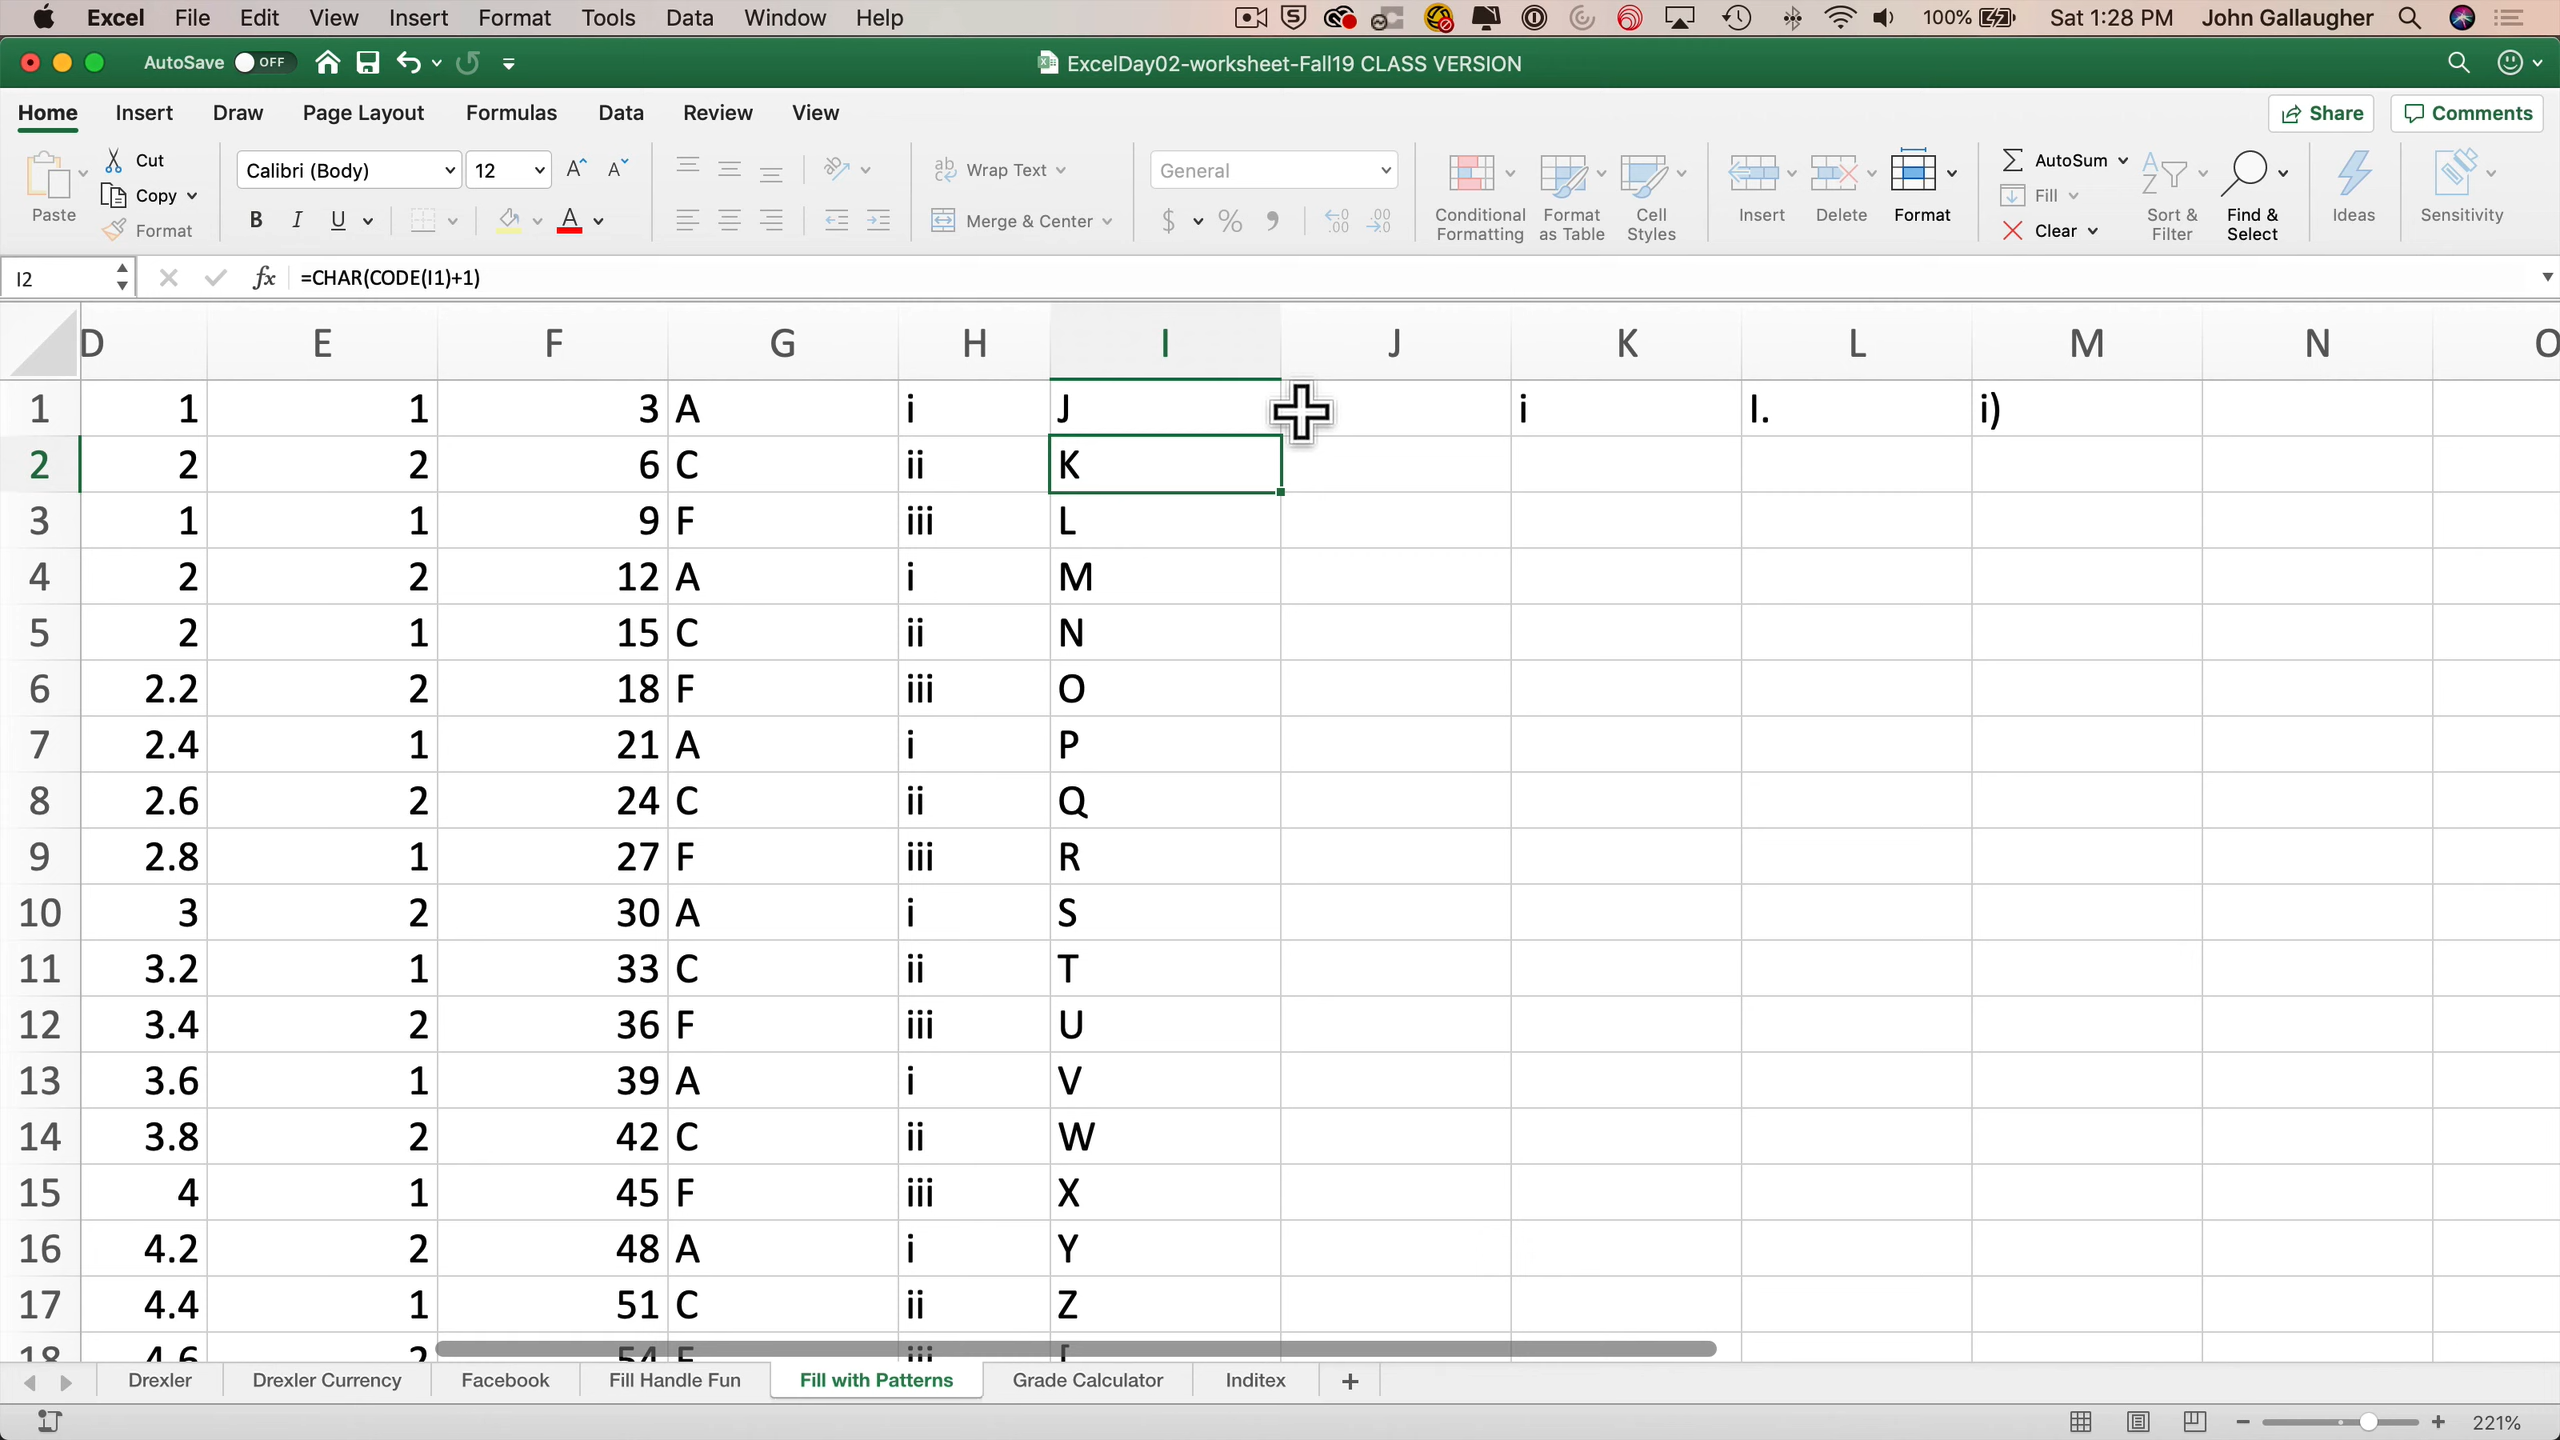 Excel File Edit View Insert Format Tools Data Window Help 100% Sat 1:28 PM John Gallaugher
AutoSave OFF ExcelDay02-worksheet-Fall19 CLASS VERSION
Home Insert Draw Page Layout Formulas Data Review View Share Comments
Paste Cut Copy Format Calibri (Body) 12 Wrap Text Merge & Center General Conditional Formatting Format as Table Cell Styles Insert Delete Format AutoSum Fill Clear Sort & Filter Find & Select Ideas Sensitivity
I2 fx =CHAR(CODE(I1)+1)
D E F G H I J K L M N O
1 1 1 3 A i J i I. i)
2 2 2 6 C ii K
3 1 1 9 F iii L
4 2 2 12 A i M
5 2 1 15 C ii N
6 2.2 2 18 F iii O
7 2.4 1 21 A i P
8 2.6 2 24 C ii Q
9 2.8 1 27 F iii R
10 3 2 30 A i S
11 3.2 1 33 C ii T
12 3.4 2 36 F iii U
13 3.6 1 39 A i V
14 3.8 2 42 C ii W
15 4 1 45 F iii X
16 4.2 2 48 A i Y
17 4.4 1 51 C ii Z
18 4.6 2 54 F iii [
Drexler Drexler Currency Facebook Fill Handle Fun Fill with Patterns Grade Calculator Inditex +
221%